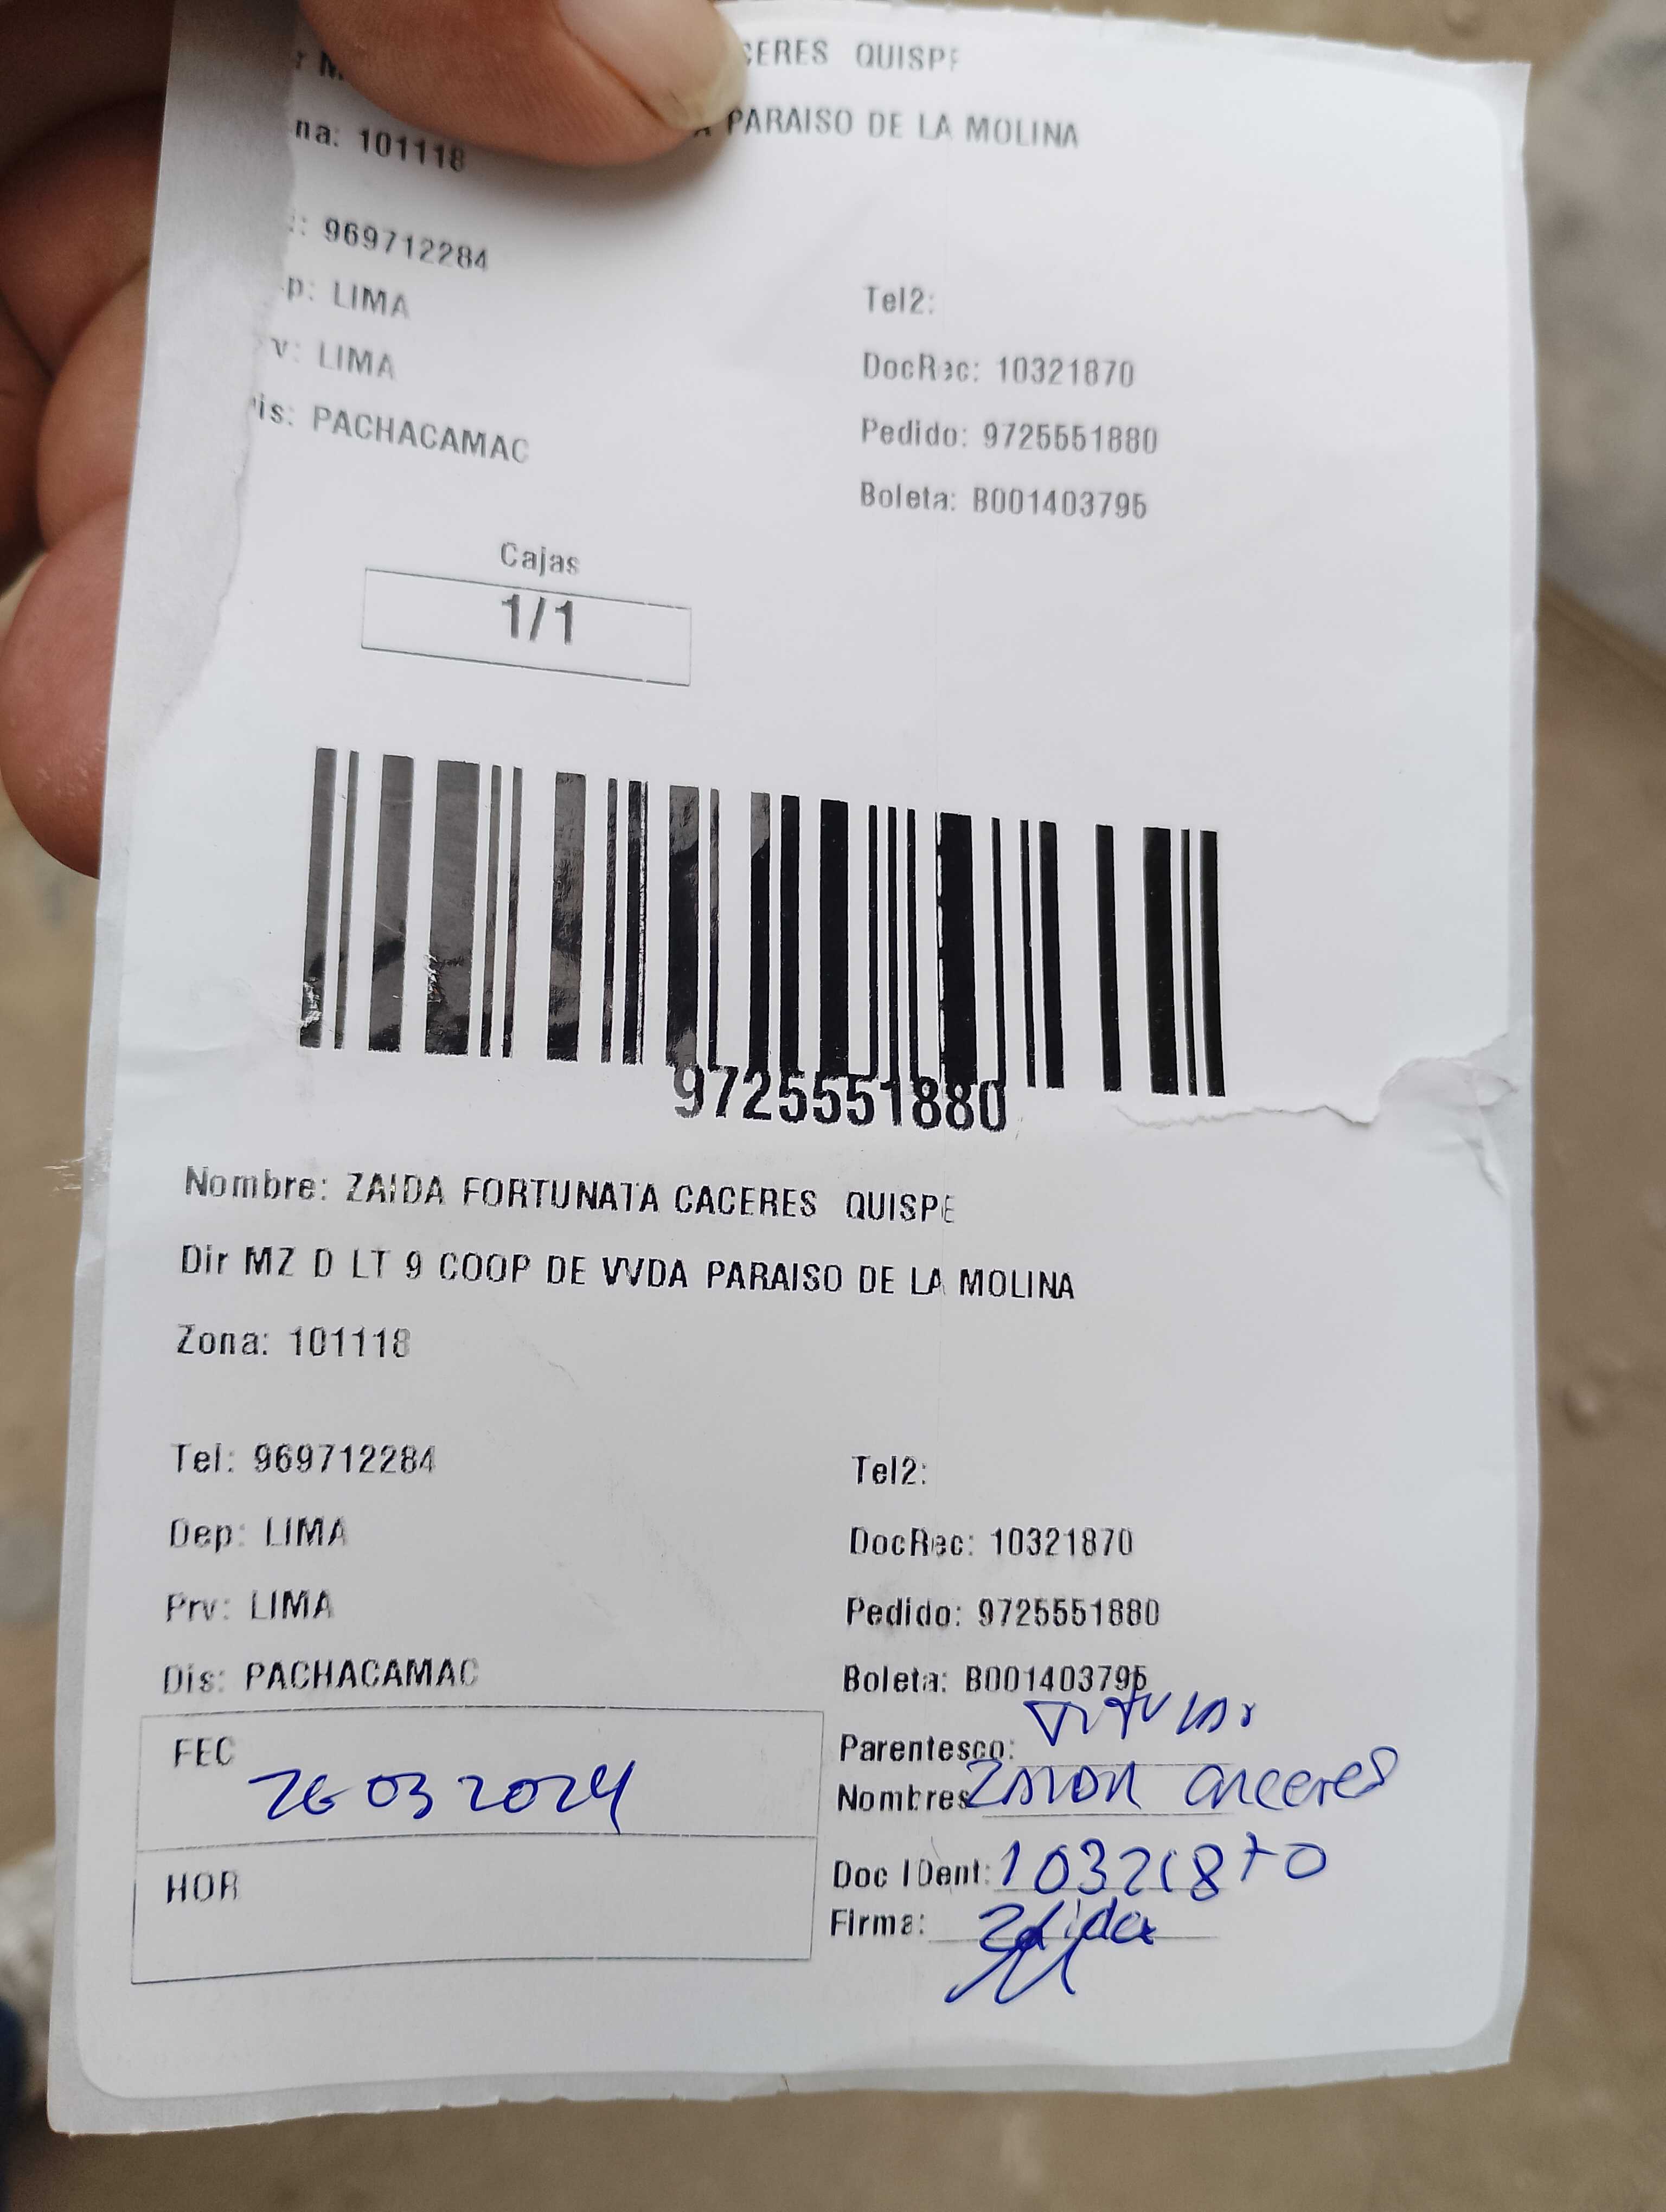 CERES QUISPE
PARAISO DE LA MOLINA
na: 101118
: 969712284
p: LIMA
Tel2:
v: LIMA
DocRec: 10321870
is: PACHACAMAC
Pedido: 9725551880
Boleta: B001403795
Cajas
1/1
9725551880
Nombre: ZAIDA FORTUNATA CACERES QUISPE
Dir MZ D LT 9 COOP DE VVDA PARAISO DE LA MOLINA
Zona: 101118
Tel: 969712284
Tel2:
Dep: LIMA
DocRec: 10321870
Prv: LIMA
Pedido: 9725551880
Dis: PACHACAMAC
Boleta: B001403795
FEC 26 03 2024
Parentesco: Titular
Nombres Zaida Caceres
HOR
Doc IDent: 10321870
Firma: Zaida